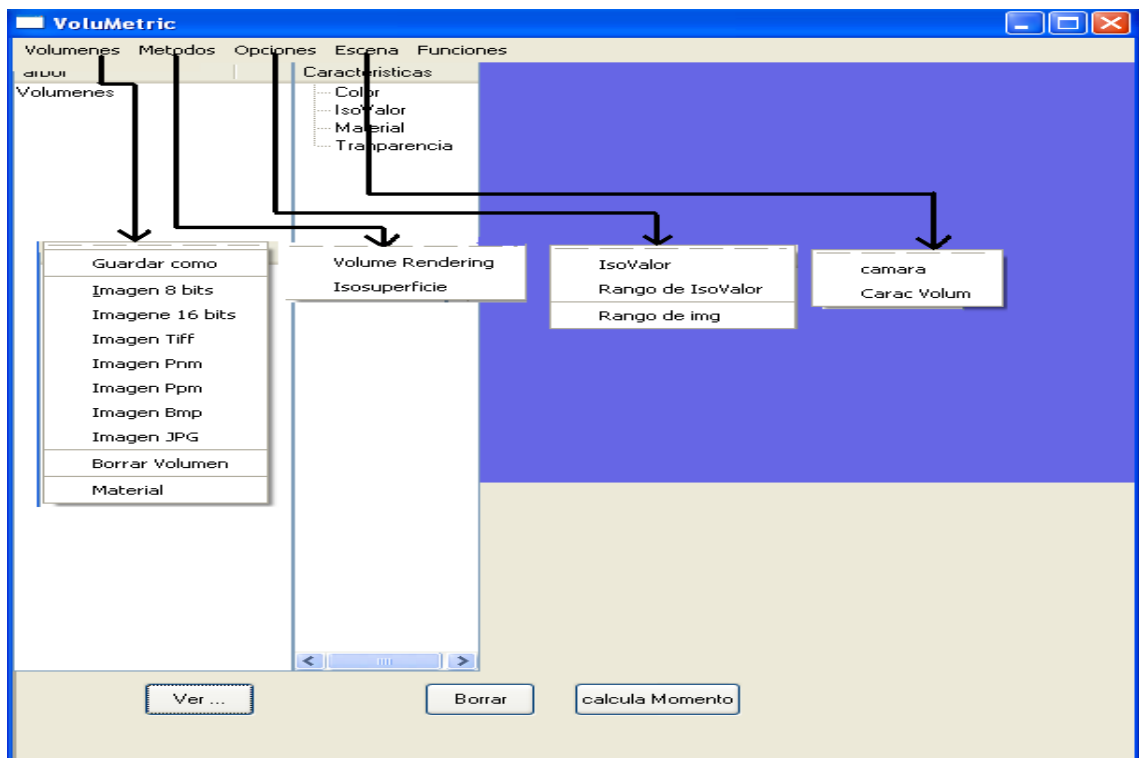 VoluMetric
Volumenes Metodos Opciones Escena Funciones
arbol
Caracteristicas
Volumenes
Color
IsoValor
Material
Tranparencia
Guardar como
Imagen 8 bits
Imagene 16 bits
Imagen Tiff
Imagen Pnm
Imagen Ppm
Imagen Bmp
Imagen JPG
Borrar Volumen
Material
Volume Rendering
Isosuperficie
IsoValor
Rango de IsoValor
Rango de img
camara
Carac Volum
Ver ...
Borrar
calcula Momento